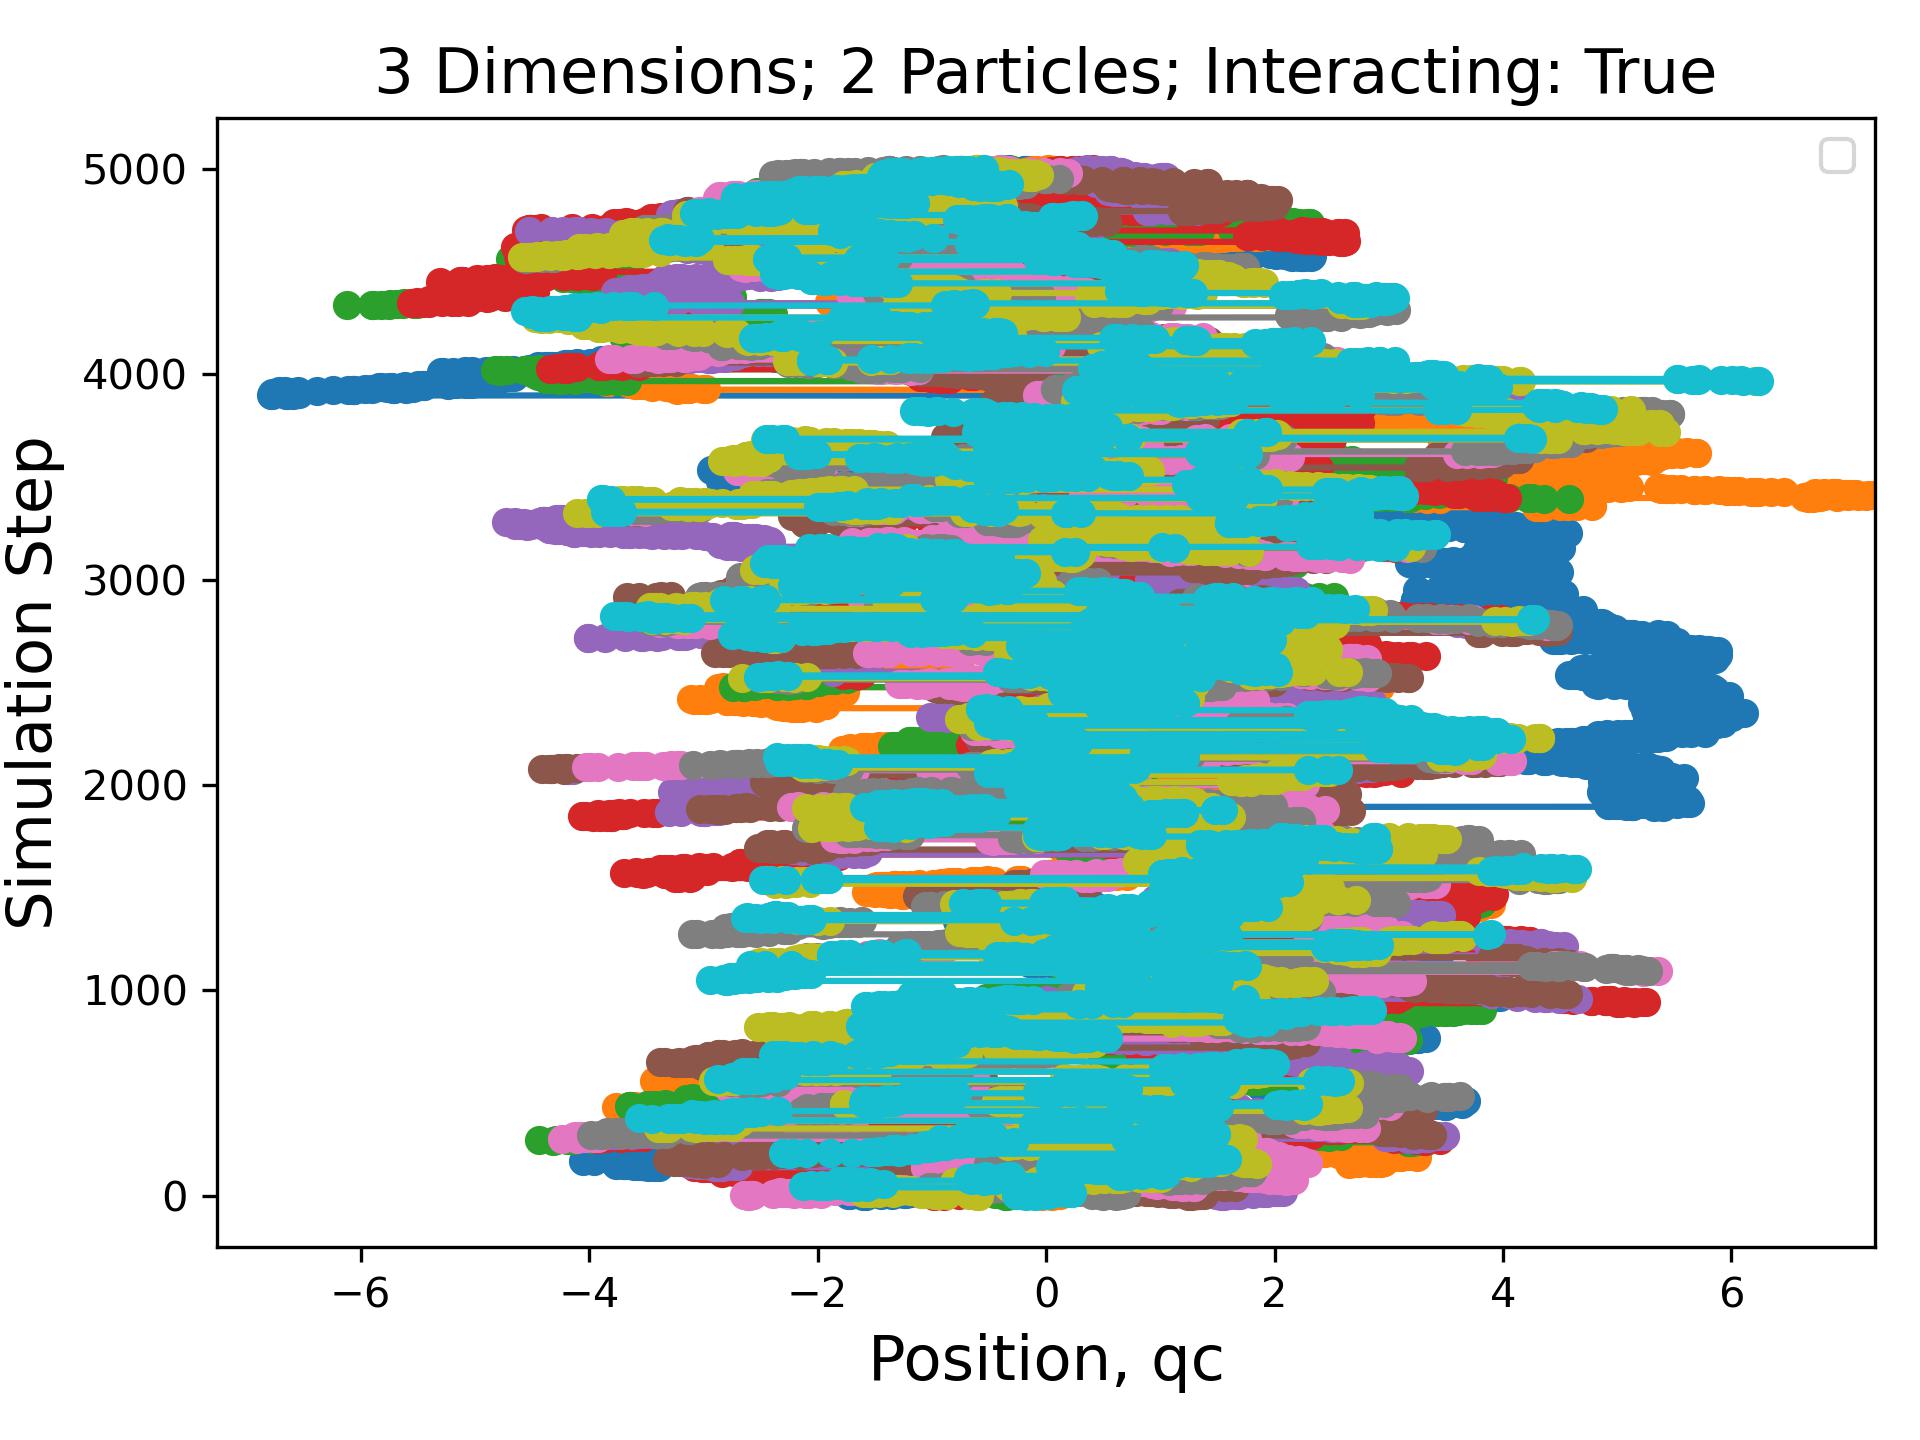 3 Dimensions; 2 Particles; Interacting: True
Simulation Step
5000
4000
3000
2000
1000
0
−6 −4 −2 0 2 4 6
Position, qc